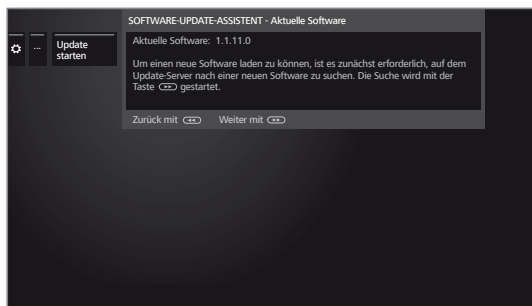 SOFTWARE-UPDATE-ASSISTENT - Aktuelle Software
... Update
starten
Aktuelle Software: 1.1.11.0
Um einen neue Software laden zu können, ist es zunächst erforderlich, auf dem
Update-Server nach einer neuen Software zu suchen. Die Suche wird mit der
Taste ▸▸ gestartet.
Zurück mit ◂◂ Weiter mit ▸▸